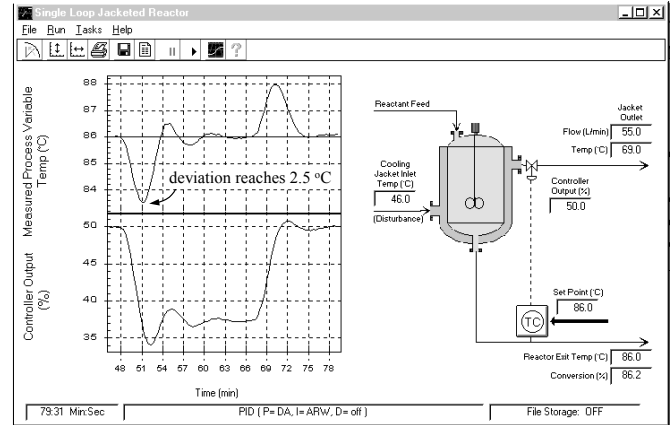 Single Loop Jacketed Reactor
File Run Tasks Help
Measured Process Variable
Temp (°C)
88
87
86
85
84
deviation reaches 2.5 °C
Controller Output
(%)
50
45
40
35
48 51 54 57 60 63 66 69 72 75 78
Time (min)
Reactant Feed
Jacket
Outlet
Flow (L/min) 55.0
Temp (°C) 69.0
Cooling
Jacket Inlet
Temp (°C)
46.0
(Disturbance)
Controller
Output (%)
50.0
Set Point (°C)
86.0
TC
Reactor Exit Temp (°C) 86.0
Conversion (%) 86.2
79:31 Min:Sec
PID ( P= DA, I= ARW, D= off )
File Storage: OFF